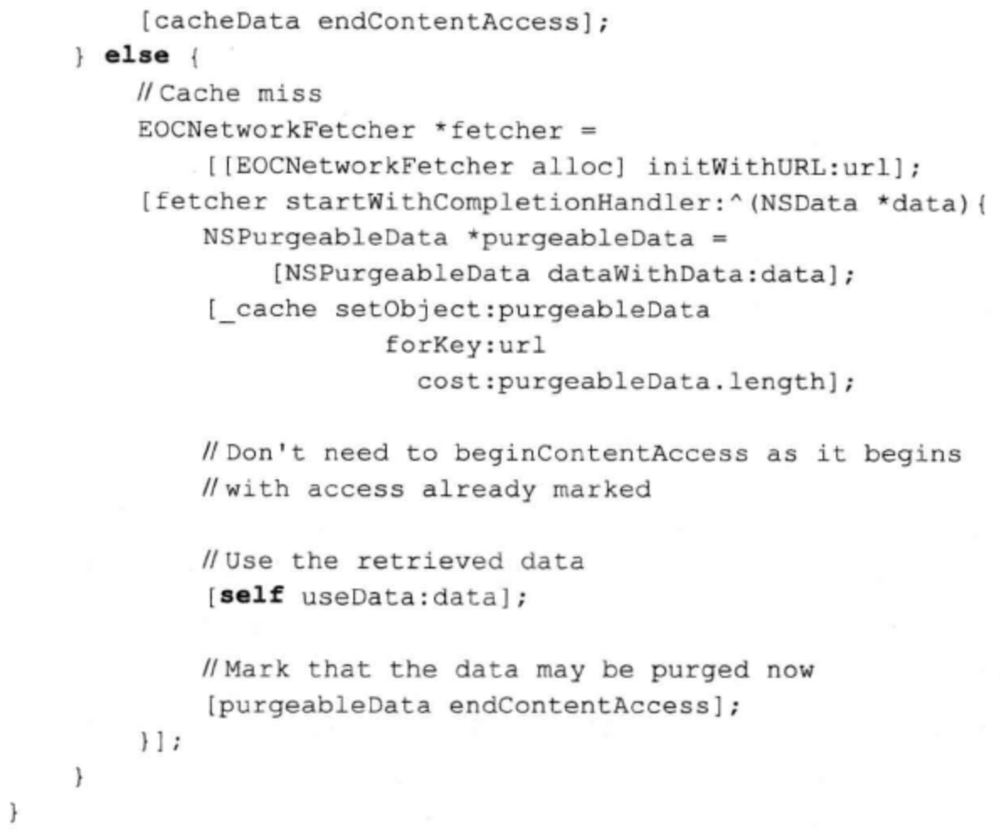 [cacheData endContentAccess];
} else {
// Cache miss
EOCNetworkFetcher *fetcher =
[[EOCNetworkFetcher alloc] initWithURL:url];
[fetcher startWithCompletionHandler:^(NSData *data){
NSPurgeableData *purgeableData =
[NSPurgeableData dataWithData:data];
[_cache setObject:purgeableData
forKey:url
cost:purgeableData.length];
// Don't need to beginContentAccess as it begins
// with access already marked
// Use the retrieved data
[self useData:data];
// Mark that the data may be purged now
[purgeableData endContentAccess];
}];
}
}